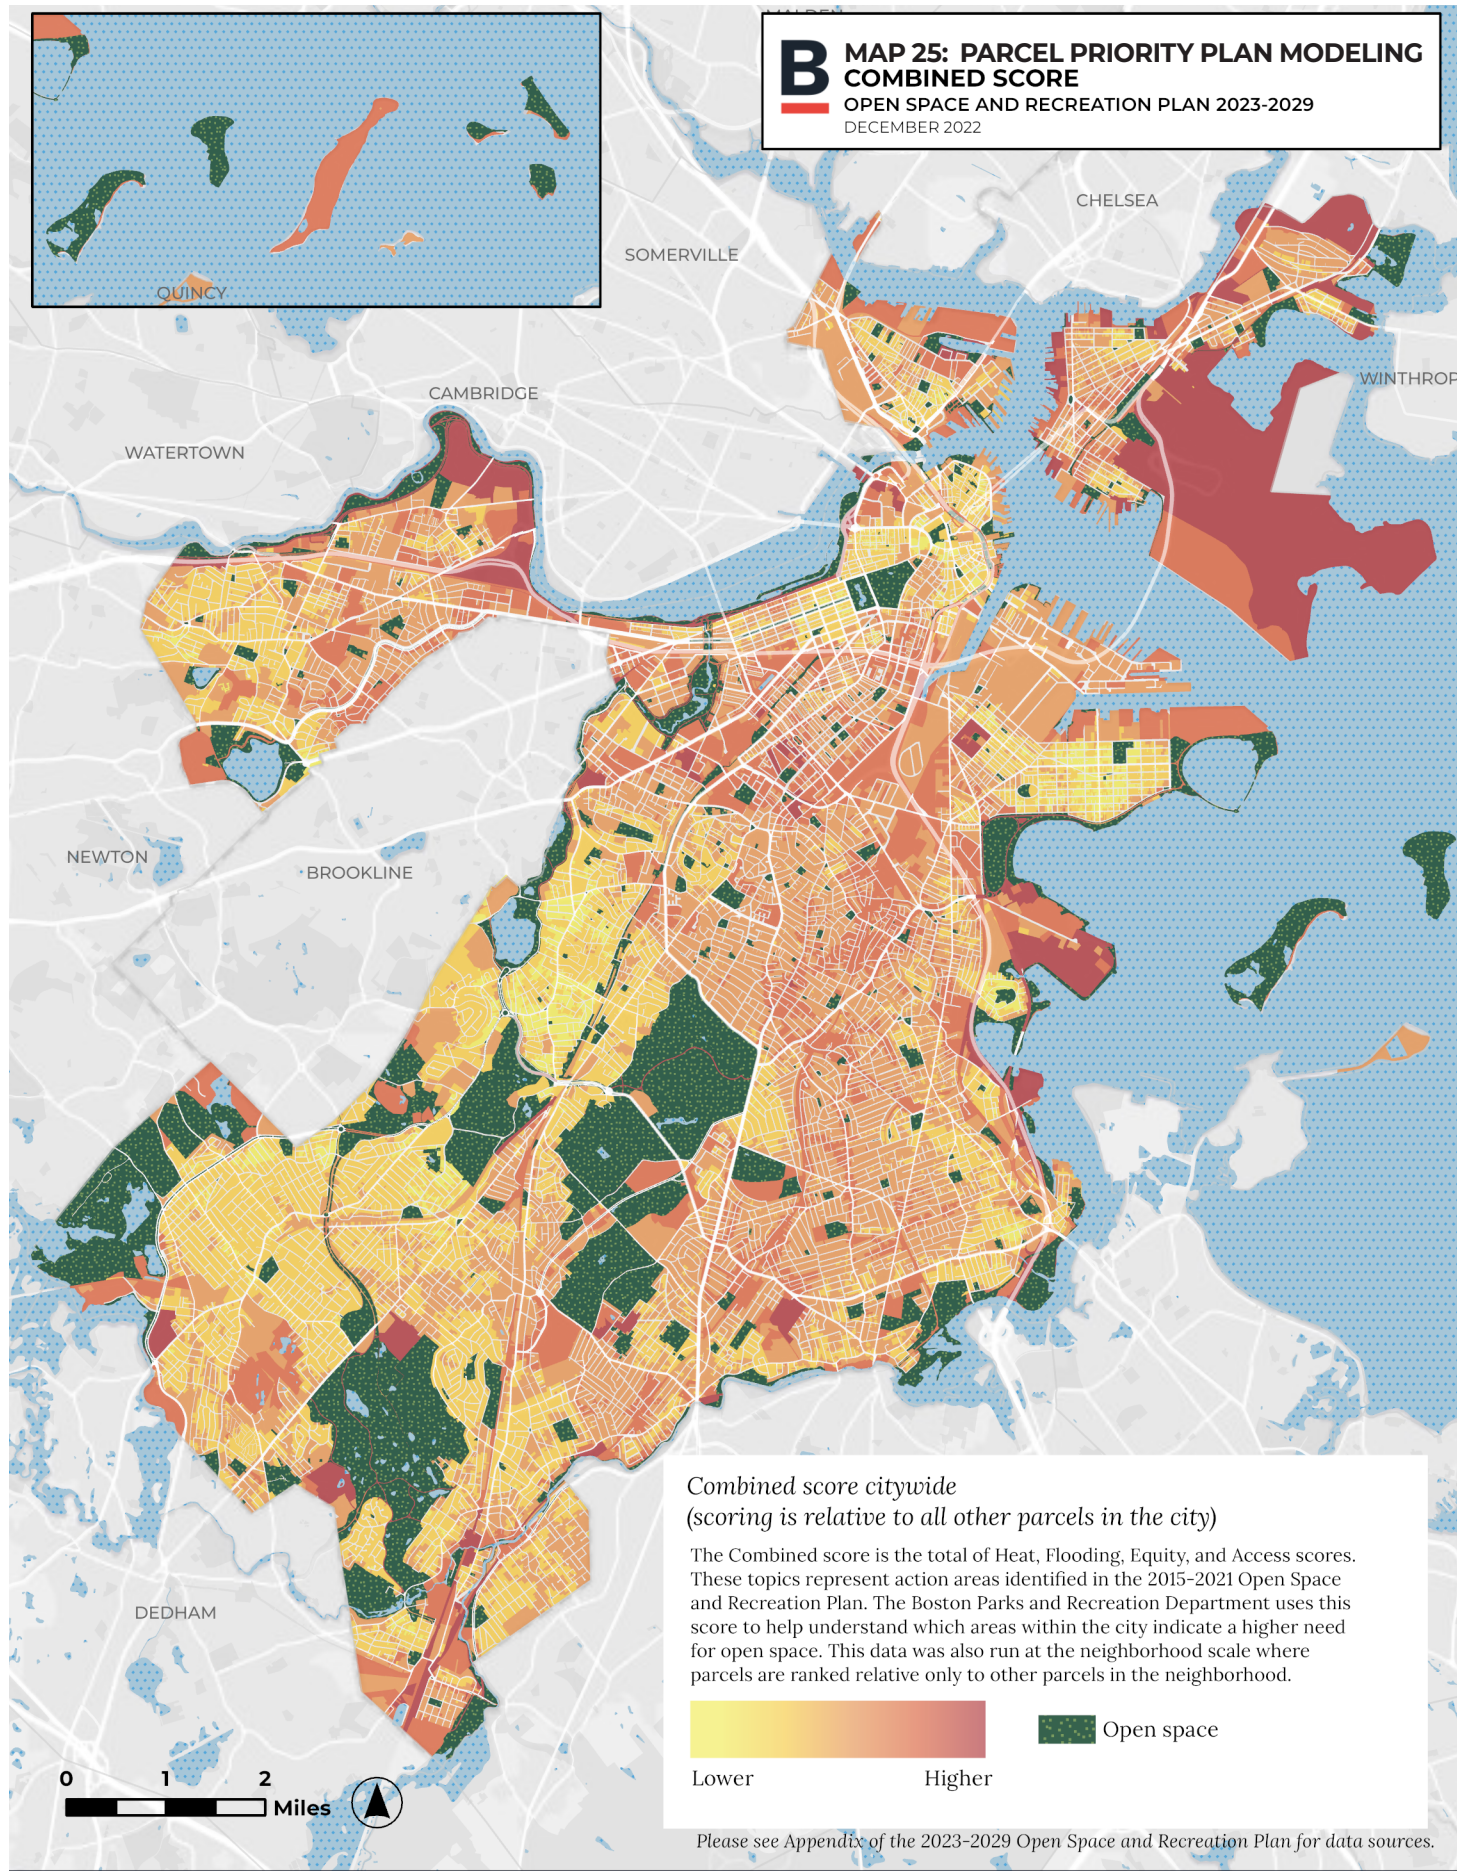 MALDEN
B
MAP 25: PARCEL PRIORITY PLAN MODELING
COMBINED SCORE
OPEN SPACE AND RECREATION PLAN 2023-2029
DECEMBER 2022
QUINCY
CHELSEA
SOMERVILLE
WINTHROP
CAMBRIDGE
WATERTOWN
NEWTON
BROOKLINE
DEDHAM
Combined score citywide
(scoring is relative to all other parcels in the city)
The Combined score is the total of Heat, Flooding, Equity, and Access scores.
These topics represent action areas identified in the 2015-2021 Open Space
and Recreation Plan. The Boston Parks and Recreation Department uses this
score to help understand which areas within the city indicate a higher need
for open space. This data was also run at the neighborhood scale where
parcels are ranked relative only to other parcels in the neighborhood.
Open space
Lower Higher
0 1 2
Miles
Please see Appendix of the 2023-2029 Open Space and Recreation Plan for data sources.